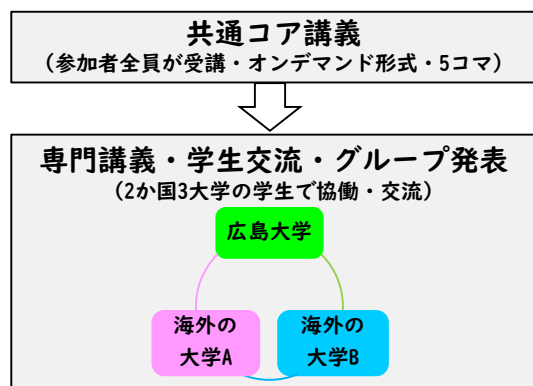 共通コア講義
（参加者全員が受講・オンデマンド形式・5コマ）
専門講義・学生交流・グループ発表
（2か国3大学の学生で協働・交流）
広島大学
海外の
大学A
海外の
大学B